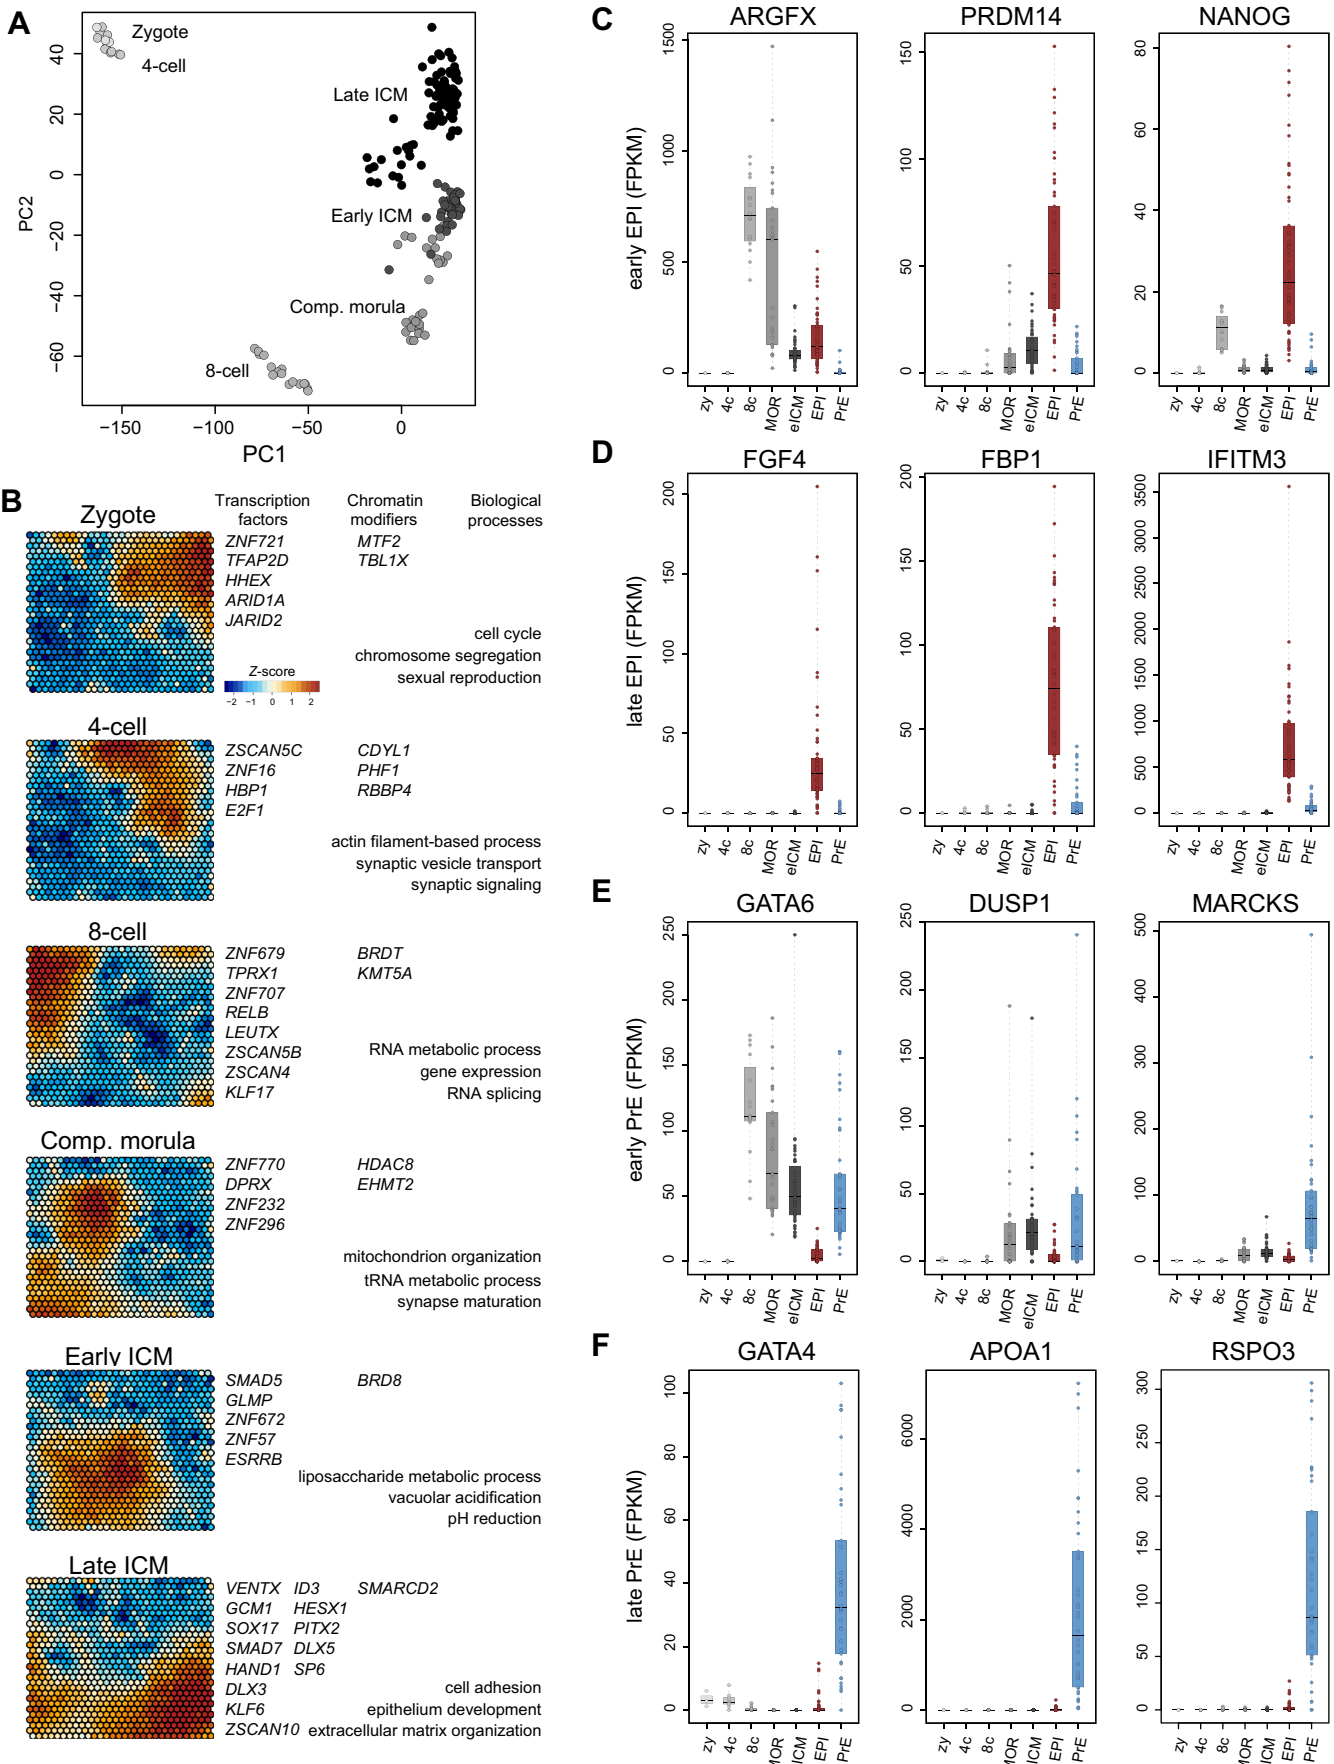 A
Zygote
4-cell
Late ICM
Early ICM
Comp. morula
8-cell
PC2
40
20
0
−20
−40
−60
−150
−100
−50
0
PC1
B
Transcription factors
Chromatin modifiers
Biological processes
Zygote
ZNF721 MTF2
TFAP2D TBL1X
HHEX
ARID1A
JARID2
cell cycle
chromosome segregation
sexual reproduction
Z-score
−2 −1 0 1 2
4-cell
ZSCAN5C CDYL1
ZNF16 PHF1
HBP1 RBBP4
E2F1
actin filament-based process
synaptic vesicle transport
synaptic signaling
8-cell
ZNF679 BRDT
TPRX1 KMT5A
ZNF707
RELB
LEUTX
ZSCAN5B RNA metabolic process
ZSCAN4 gene expression
KLF17 RNA splicing
Comp. morula
ZNF770 HDAC8
DPRX EHMT2
ZNF232
ZNF296
mitochondrion organization
tRNA metabolic process
synapse maturation
Early ICM
SMAD5 BRD8
GLMP
ZNF672
ZNF57
ESRRB
liposaccharide metabolic process
vacuolar acidification
pH reduction
Late ICM
VENTX ID3 SMARCD2
GCM1 HESX1
SOX17 PITX2
SMAD7 DLX5
HAND1 SP6
DLX3 cell adhesion
KLF6 epithelium development
ZSCAN10 extracellular matrix organization
C
early EPI (FPKM)
ARGFX
1500
1000
500
0
zy 4c 8c MOR eICM EPI PrE
PRDM14
150
100
50
0
zy 4c 8c MOR eICM EPI PrE
NANOG
80
60
40
20
0
zy 4c 8c MOR eICM EPI PrE
D
late EPI (FPKM)
FGF4
200
150
100
50
0
zy 4c 8c MOR eICM EPI PrE
FBP1
200
150
100
50
0
zy 4c 8c MOR eICM EPI PrE
IFITM3
3500
3000
2500
2000
1500
1000
500
0
zy 4c 8c MOR eICM EPI PrE
E
early PrE (FPKM)
GATA6
250
200
150
100
50
0
zy 4c 8c MOR eICM EPI PrE
DUSP1
250
200
150
100
50
0
zy 4c 8c MOR eICM EPI PrE
MARCKS
500
400
300
200
100
0
zy 4c 8c MOR eICM EPI PrE
F
late PrE (FPKM)
GATA4
100
80
60
40
20
0
zy 4c 8c MOR eICM EPI PrE
APOA1
6000
4000
2000
0
zy 4c 8c MOR eICM EPI PrE
RSPO3
300
250
200
150
100
50
0
zy 4c 8c MOR eICM EPI PrE